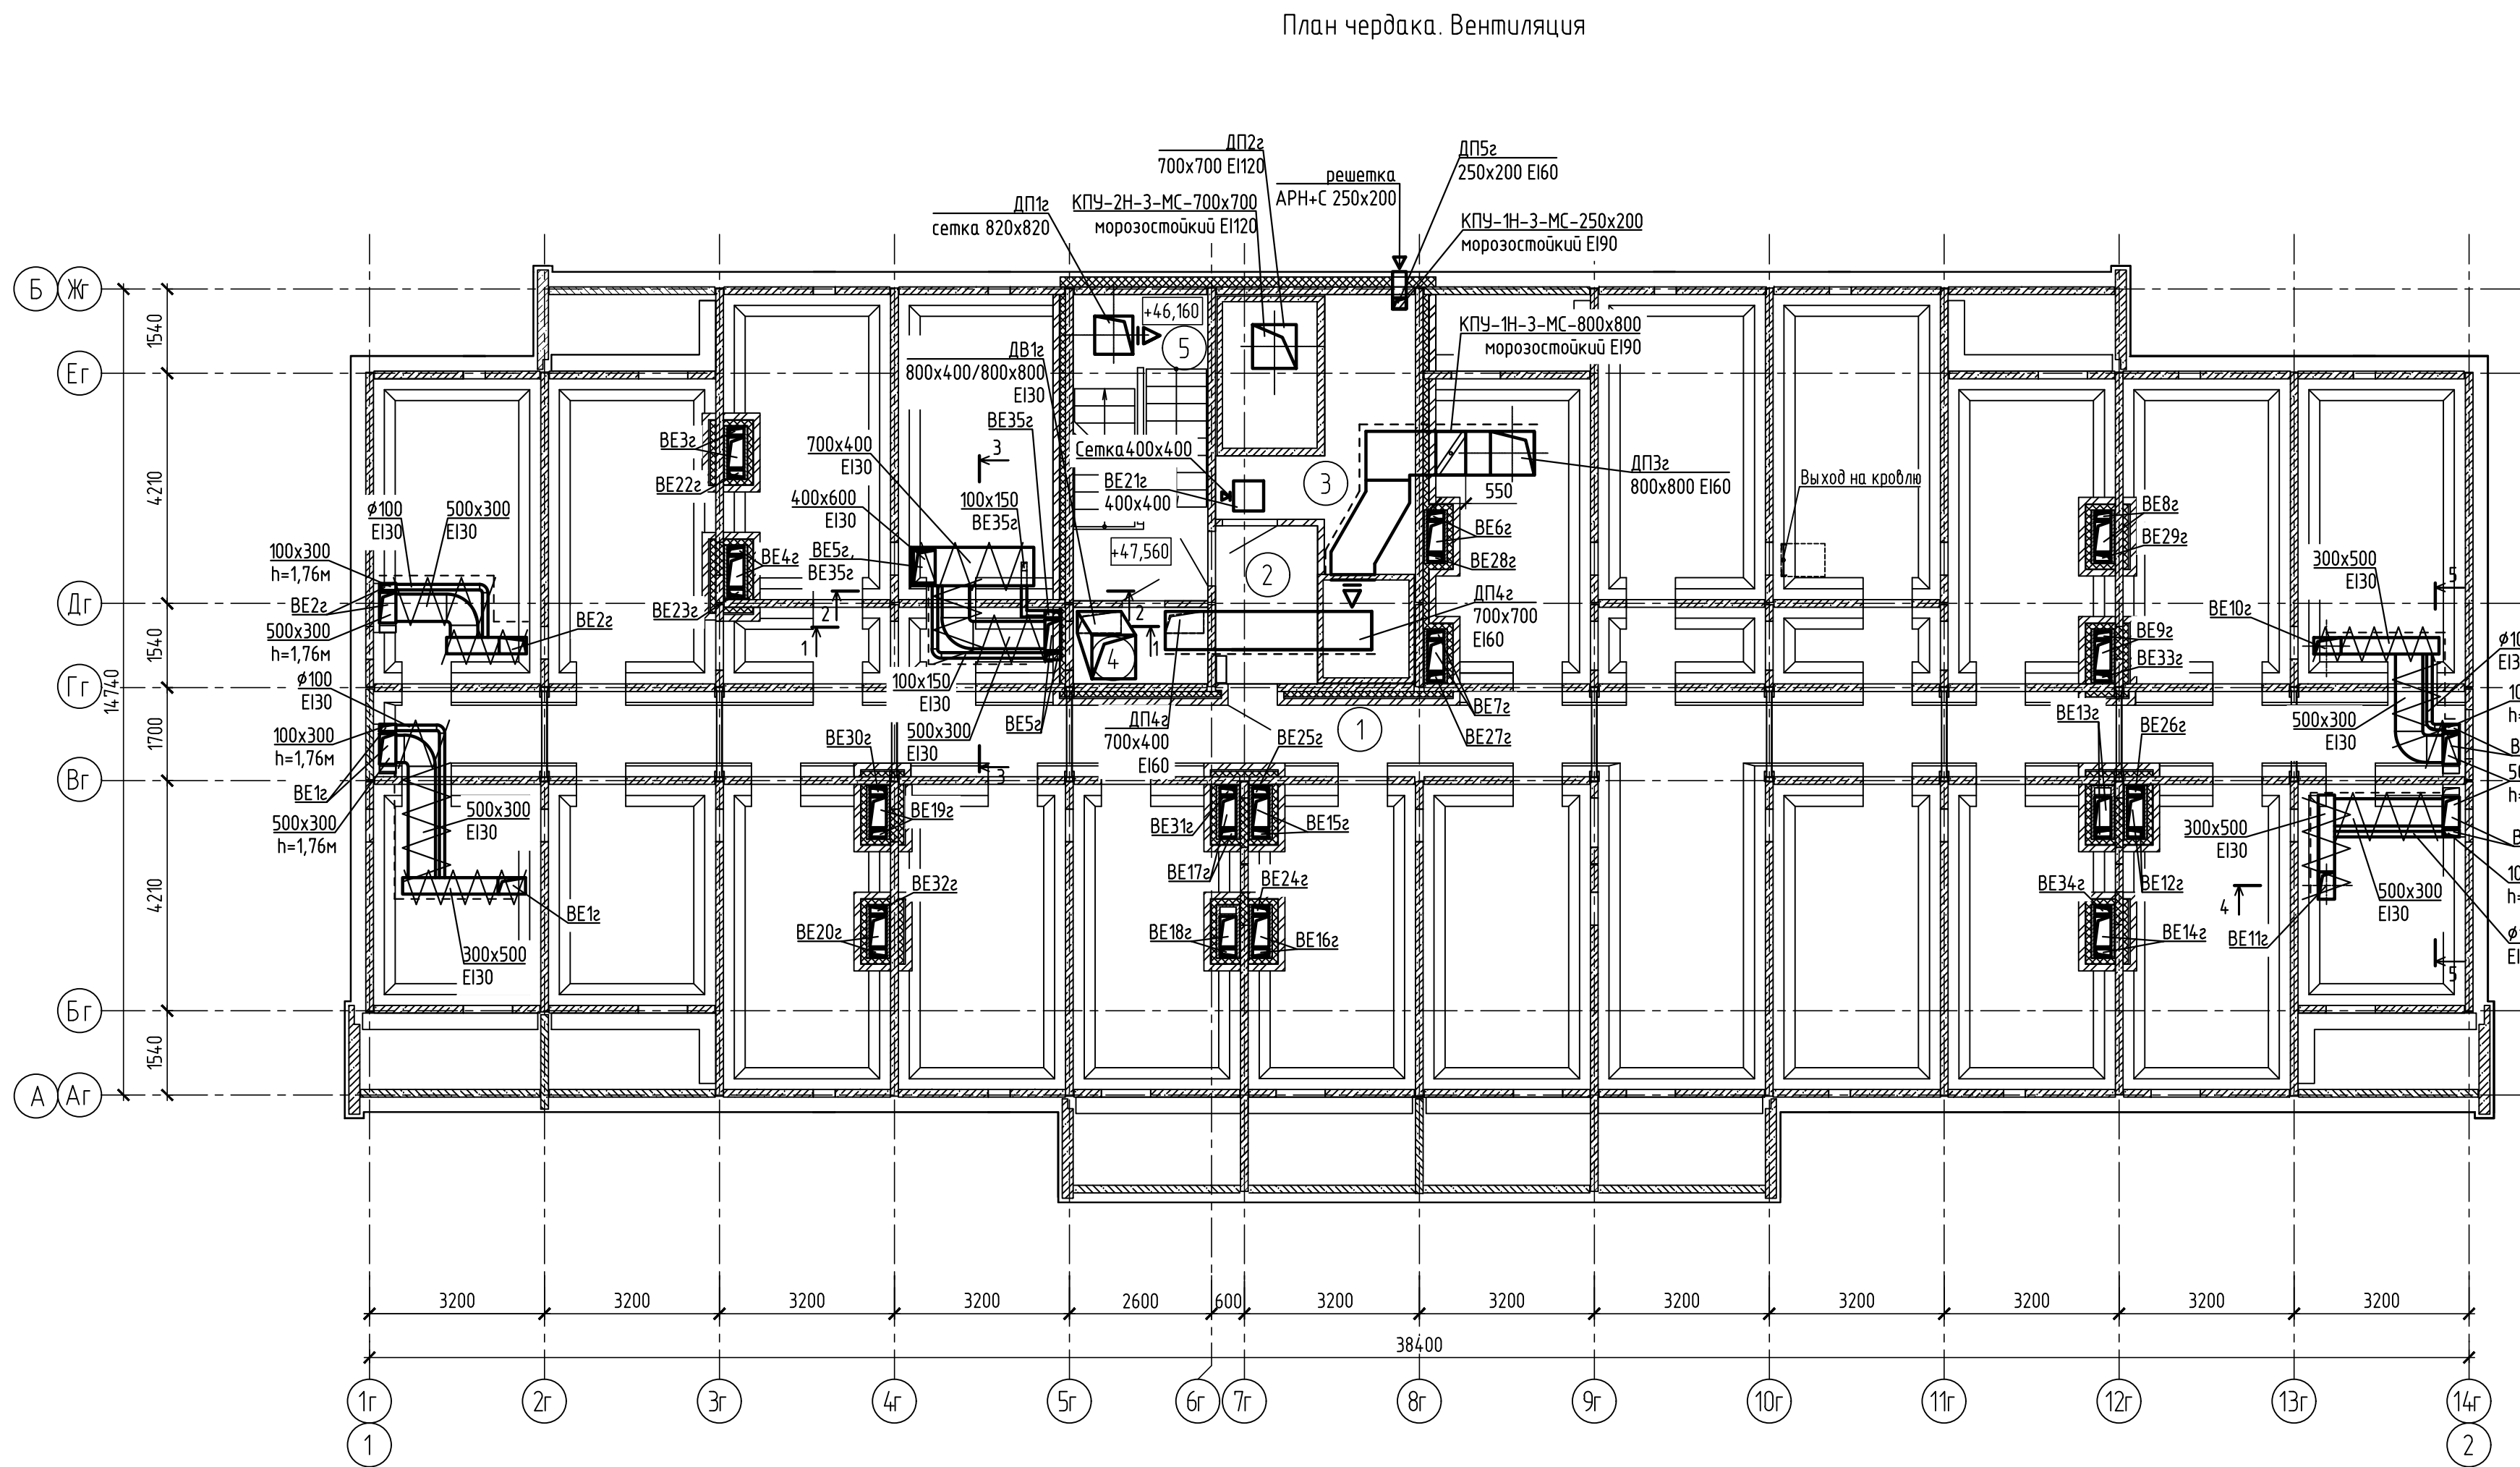 План чердака. Вентиляция
ДП2г
700х700 EI120
решетка
АРН+С 250х200
ДП5г
250х200 EI60
ДП1г
сетка 820х820
КПУ-2Н-3-МС-700х700
морозостойкий EI120
КПУ-1Н-3-МС-250х200
морозостойкий EI90
Б
Жг
+46,160
5
КПУ-1Н-3-МС-800х800
морозостойкий EI90
1540
ДВ1г
800х400/800х800
EI30
Ег
ВЕ35г
ВЕ3г
700х400
EI30
3
Сетка400х400
ДП3г
800х800 EI60
ВЕ22г
ВЕ21г
400х400
3
550
Выход на кровлю
4210
400х600
EI30
100х150
ВЕ35г
ϕ100
EI30
500х300
EI30
ВЕ6г
ВЕ8г
100х300
h=1,76м
ВЕ4г
ВЕ5г,
ВЕ35г
+47,560
2
ВЕ28г
ВЕ29г
300х500
EI30
5
Дг
ВЕ2г
ВЕ23г
2
2
ДП4г
700х700
EI60
ВЕ10г
ВЕ2г
500х300
h=1,76м
1
1
4
ВЕ9г
ВЕ33г
1540
14740
Гг
ϕ100
EI30
100х150
EI30
ВЕ7г
ВЕ5г
ДП4г
700х400
EI60
1
ВЕ13г
ВЕ26г
500х300
EI30
1700
100х300
h=1,76м
500х300
EI30
ВЕ30г
ВЕ25г
ВЕ27г
3
Вг
ВЕ1г
500х300
h=1,76м
500х300
EI30
ВЕ19г
ВЕ31г
ВЕ15г
300х500
EI30
ВЕ17г
ВЕ24г
ВЕ32г
ВЕ34г
ВЕ12г
4
500х300
EI30
4210
ВЕ1г
ВЕ20г
ВЕ18г
ВЕ16г
ВЕ14г
ВЕ11г
300х500
EI30
5
Бг
1540
А
Аг
3200
3200
3200
3200
2600
600
3200
3200
3200
3200
3200
3200
3200
38400
1г
2г
3г
4г
5г
6г
7г
8г
9г
10г
11г
12г
13г
14г
1
2